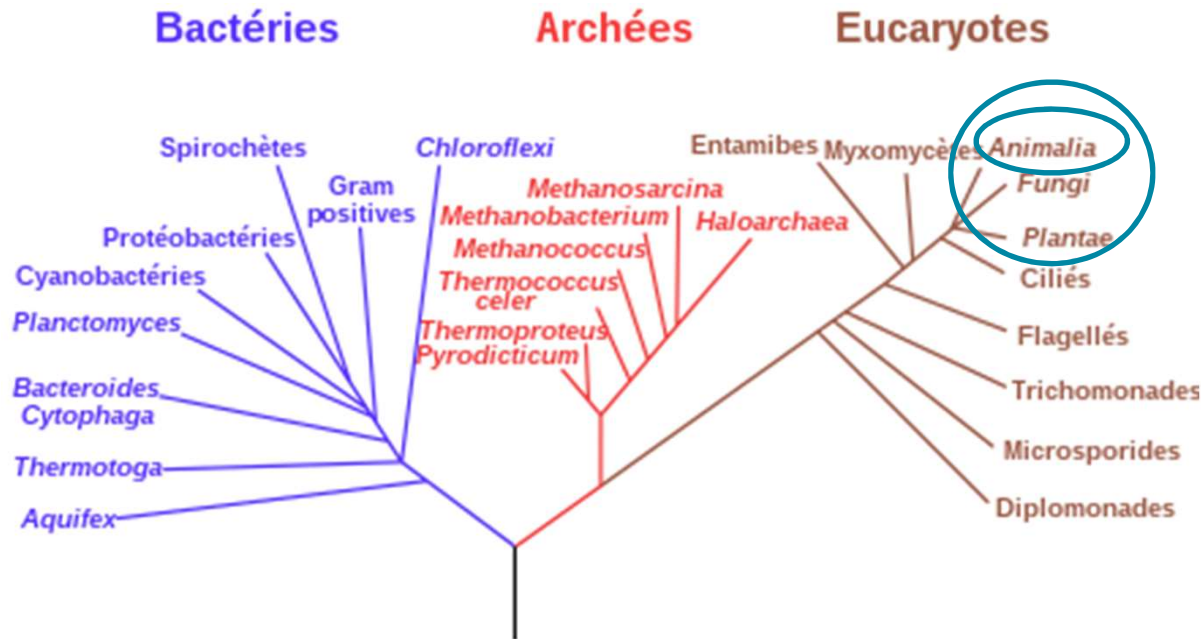 Bactéries
Archées
Eucaryotes
Spirochètes
Chloroflexi
Gram
positives
Protéobactéries
Cyanobactéries
Planctomyces
Bacteroides
Cytophaga
Thermotoga
Aquifex
Methanosarcina
Methanobacterium
Haloarchaea
Methanococcus
Thermococcus
celer
Thermoproteus
Pyrodicticum
Entamibes
Myxomycètes
Animalia
Fungi
Plantae
Ciliés
Flagellés
Trichomonades
Microsporides
Diplomonades